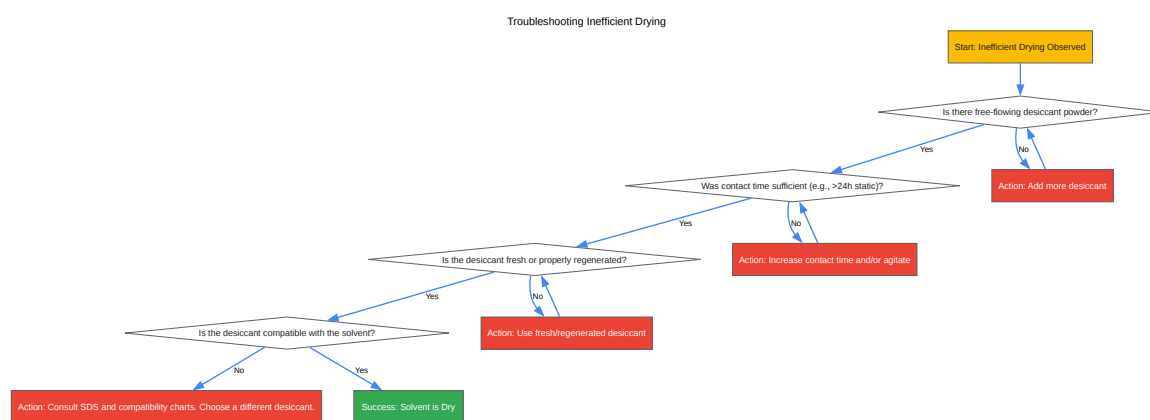 Troubleshooting Inefficient Drying
Start: Inefficient Drying Observed
Is there free-flowing desiccant powder?
Yes
No
Was contact time sufficient (e.g., >24h static)?
Action: Add more desiccant
Yes
No
Is the desiccant fresh or properly regenerated?
Action: Increase contact time and/or agitate
Yes
No
Is the desiccant compatible with the solvent?
Action: Use fresh/regenerated desiccant
No
Yes
Action: Consult SDS and compatibility charts. Choose a different desiccant.
Success: Solvent is Dry